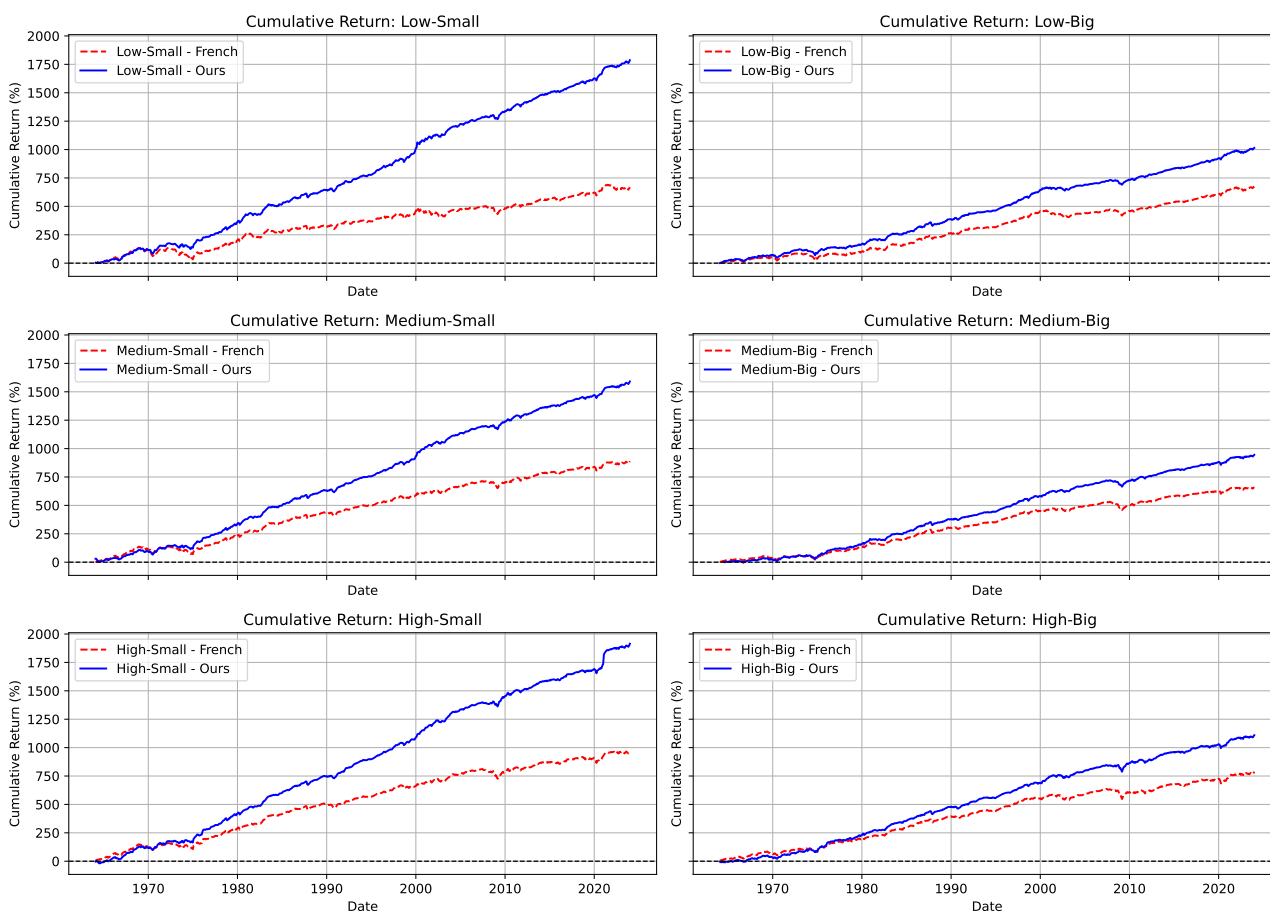 Cumulative Return: Low-Small
Cumulative Return (%)
2000
1750
1500
1250
1000
750
500
250
0
Low-Small - French
Low-Small - Ours
Date
Cumulative Return: Low-Big
Cumulative Return (%)
Low-Big - French
Low-Big - Ours
Date
Cumulative Return: Medium-Small
Cumulative Return (%)
2000
1750
1500
1250
1000
750
500
250
0
Medium-Small - French
Medium-Small - Ours
Date
Cumulative Return: Medium-Big
Cumulative Return (%)
Medium-Big - French
Medium-Big - Ours
Date
Cumulative Return: High-Small
Cumulative Return (%)
2000
1750
1500
1250
1000
750
500
250
0
High-Small - French
High-Small - Ours
1970 1980 1990 2000 2010 2020
Date
Cumulative Return: High-Big
Cumulative Return (%)
High-Big - French
High-Big - Ours
1970 1980 1990 2000 2010 2020
Date